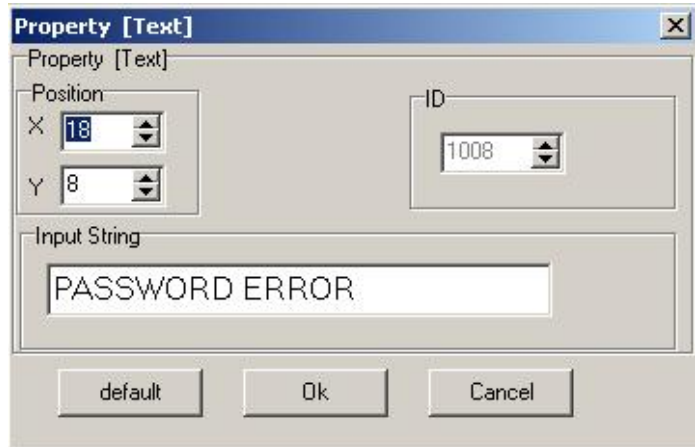 Property [Text]
Property [Text]
Position
ID
X 18
1008
Y 8
Input String
PASSWORD ERROR
default Ok Cancel